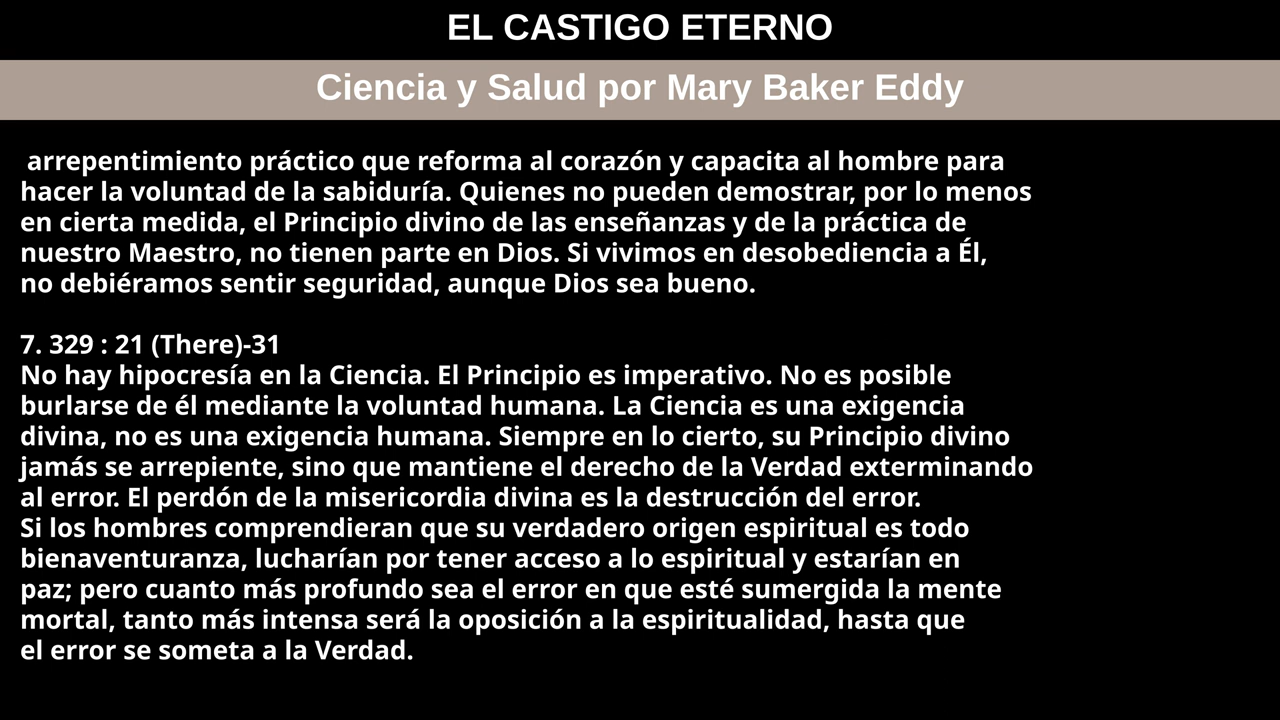 EL CASTIGO ETERNO
Ciencia y Salud por Mary Baker Eddy
arrepentimiento práctico que reforma al corazón y capacita al hombre para
hacer la voluntad de la sabiduría. Quienes no pueden demostrar, por lo menos
en cierta medida, el Principio divino de las enseñanzas y de la práctica de
nuestro Maestro, no tienen parte en Dios. Si vivimos en desobediencia a Él,
no debiéramos sentir seguridad, aunque Dios sea bueno.
7. 329 : 21 (There)-31
No hay hipocresía en la Ciencia. El Principio es imperativo. No es posible
burlarse de él mediante la voluntad humana. La Ciencia es una exigencia
divina, no es una exigencia humana. Siempre en lo cierto, su Principio divino
jamás se arrepiente, sino que mantiene el derecho de la Verdad exterminando
al error. El perdón de la misericordia divina es la destrucción del error.
Si los hombres comprendieran que su verdadero origen espiritual es todo
bienaventuranza, lucharían por tener acceso a lo espiritual y estarían en
paz; pero cuanto más profundo sea el error en que esté sumergida la mente
mortal, tanto más intensa será la oposición a la espiritualidad, hasta que
el error se someta a la Verdad.